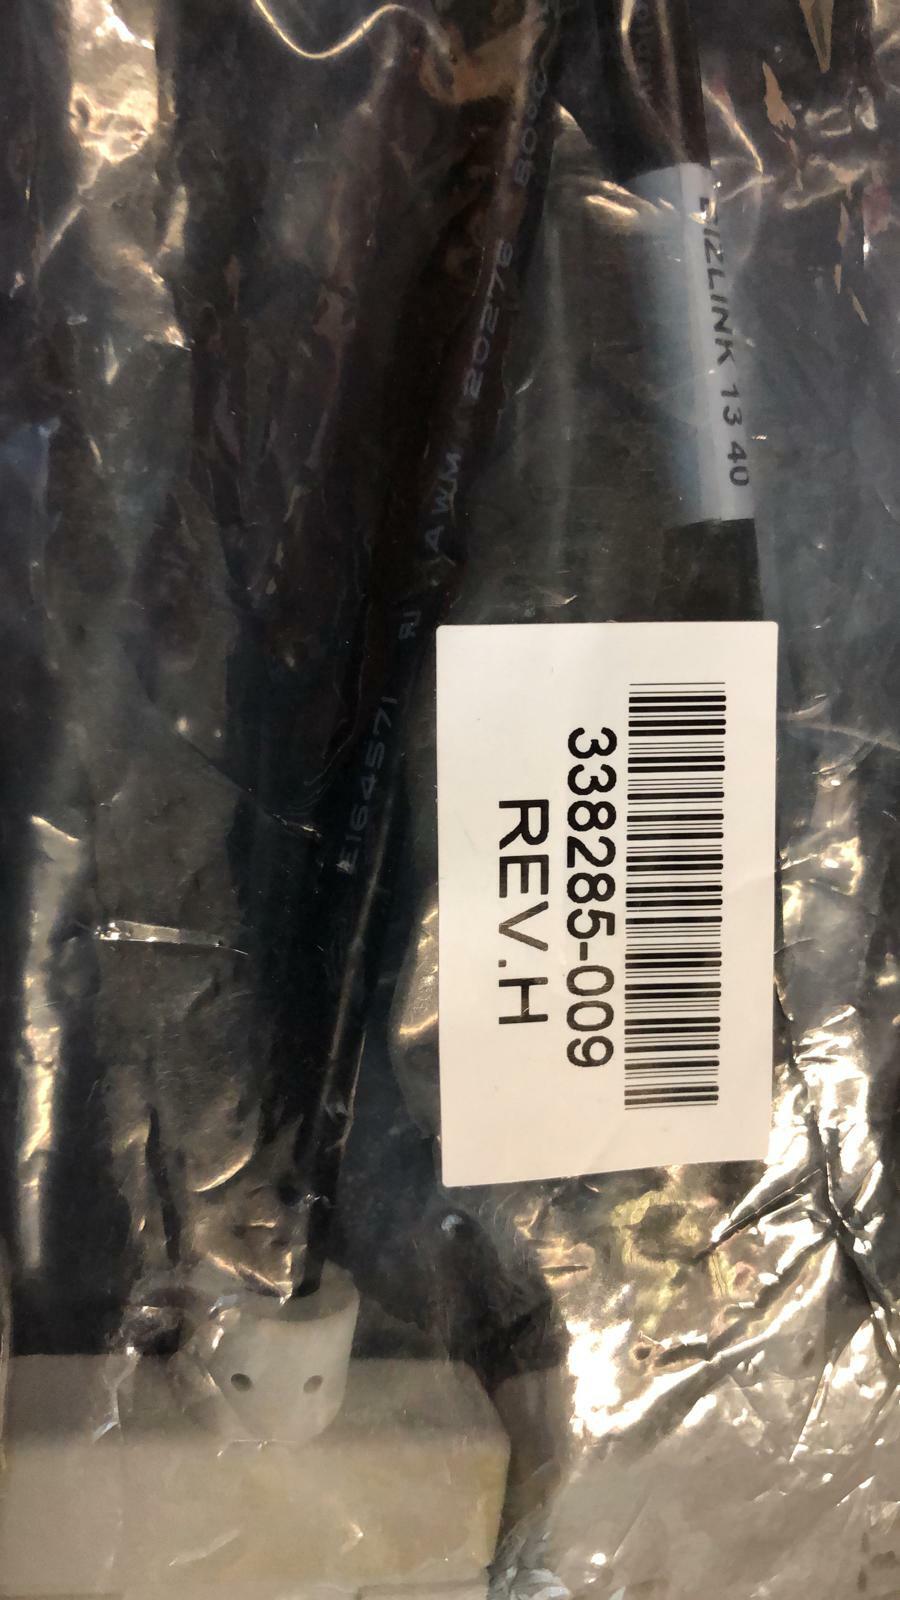 338285-009
REV.H
BIZLINK 13 40
E164571 AWM 20276